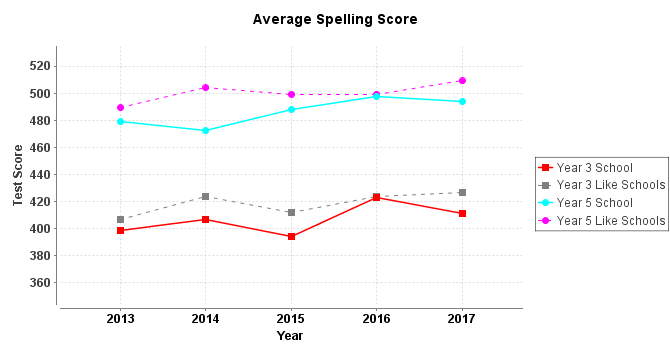 Average Spelling Score
520
500
480
460
440
420
400
380
360
Test Score
2013 2014 2015 2016 2017
Year
Year 3 School
Year 3 Like Schools
Year 5 School
Year 5 Like Schools